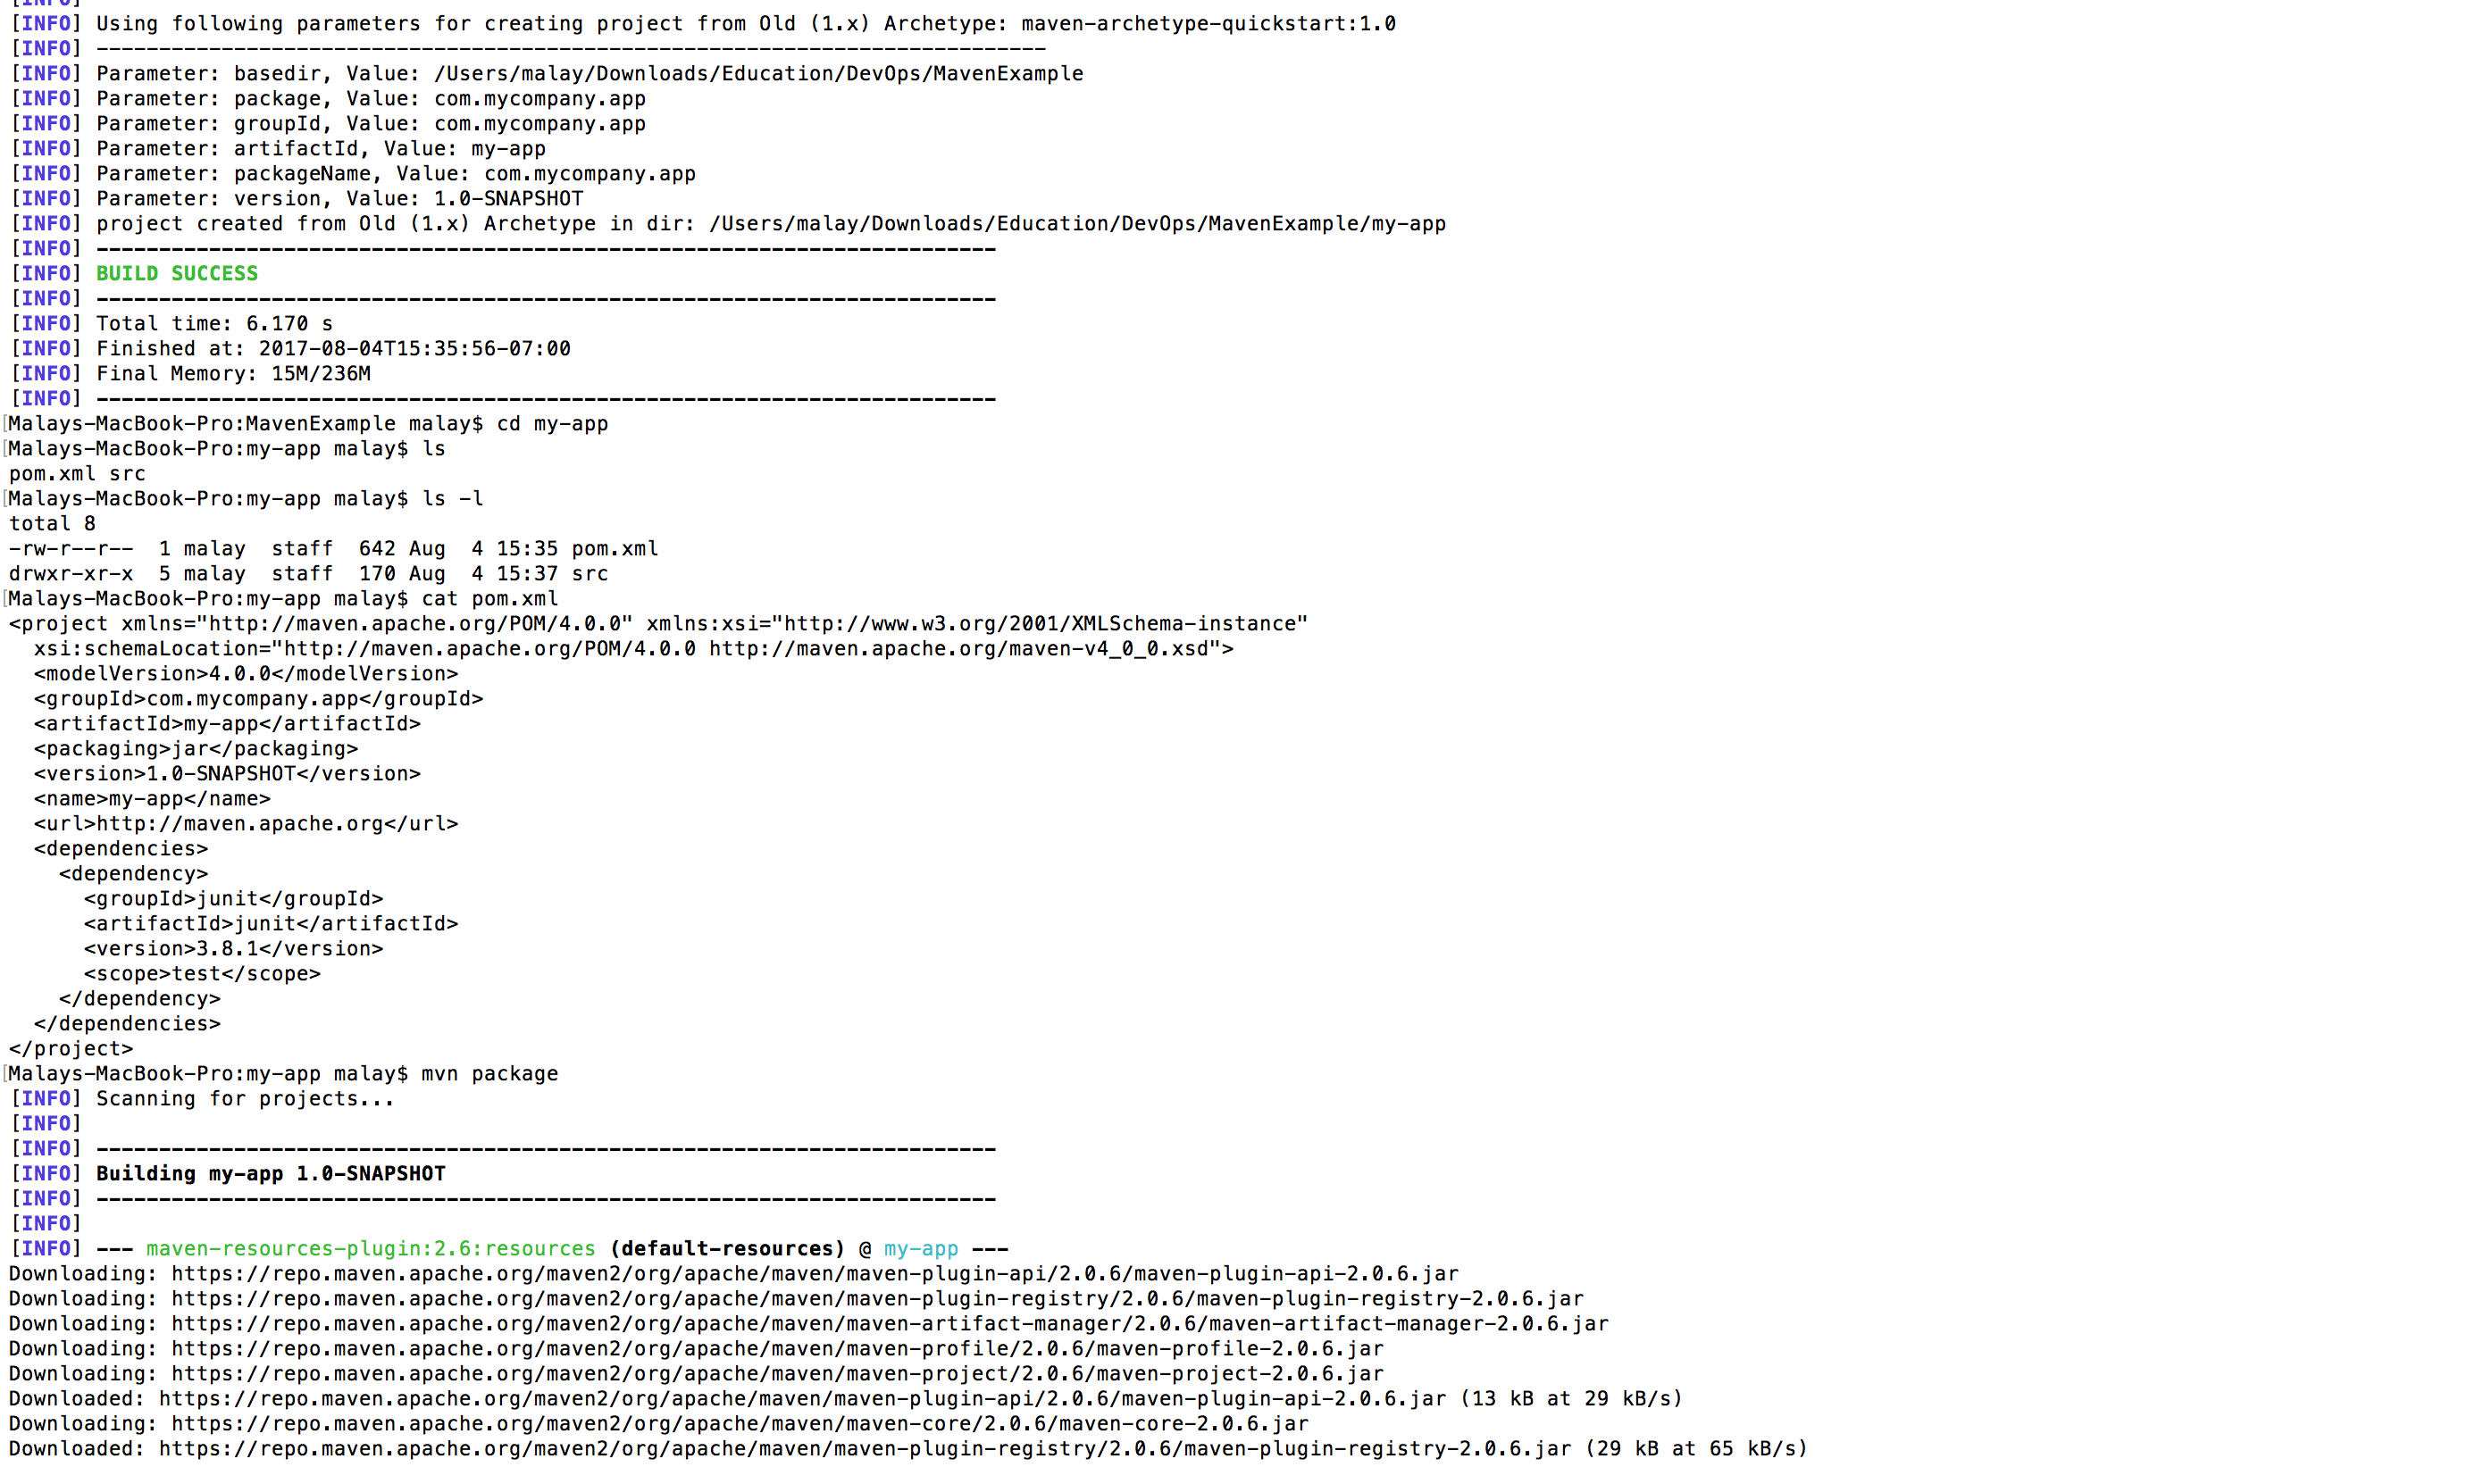 [INFO]
[INFO] Using following parameters for creating project from Old (1.x) Archetype: maven-archetype-quickstart:1.0
[INFO] ----------------------------------------------------------------------------
[INFO] Parameter: basedir, Value: /Users/malay/Downloads/Education/DevOps/MavenExample
[INFO] Parameter: package, Value: com.mycompany.app
[INFO] Parameter: groupId, Value: com.mycompany.app
[INFO] Parameter: artifactId, Value: my-app
[INFO] Parameter: packageName, Value: com.mycompany.app
[INFO] Parameter: version, Value: 1.0-SNAPSHOT
[INFO] project created from Old (1.x) Archetype in dir: /Users/malay/Downloads/Education/DevOps/MavenExample/my-app
[INFO] ------------------------------------------------------------------------
[INFO] BUILD SUCCESS
[INFO] ------------------------------------------------------------------------
[INFO] Total time: 6.170 s
[INFO] Finished at: 2017-08-04T15:35:56-07:00
[INFO] Final Memory: 15M/236M
[INFO] ------------------------------------------------------------------------
[Malays-MacBook-Pro:MavenExample malay$ cd my-app
[Malays-MacBook-Pro:my-app malay$ ls
pom.xml src
[Malays-MacBook-Pro:my-app malay$ ls -l
total 8
-rw-r--r--  1 malay  staff  642 Aug  4 15:35 pom.xml
drwxr-xr-x  5 malay  staff  170 Aug  4 15:37 src
[Malays-MacBook-Pro:my-app malay$ cat pom.xml
<project xmlns="http://maven.apache.org/POM/4.0.0" xmlns:xsi="http://www.w3.org/2001/XMLSchema-instance"
  xsi:schemaLocation="http://maven.apache.org/POM/4.0.0 http://maven.apache.org/maven-v4_0_0.xsd">
  <modelVersion>4.0.0</modelVersion>
  <groupId>com.mycompany.app</groupId>
  <artifactId>my-app</artifactId>
  <packaging>jar</packaging>
  <version>1.0-SNAPSHOT</version>
  <name>my-app</name>
  <url>http://maven.apache.org</url>
  <dependencies>
    <dependency>
      <groupId>junit</groupId>
      <artifactId>junit</artifactId>
      <version>3.8.1</version>
      <scope>test</scope>
    </dependency>
  </dependencies>
</project>
[Malays-MacBook-Pro:my-app malay$ mvn package
[INFO] Scanning for projects...
[INFO]
[INFO] ------------------------------------------------------------------------
[INFO] Building my-app 1.0-SNAPSHOT
[INFO] ------------------------------------------------------------------------
[INFO]
[INFO] --- maven-resources-plugin:2.6:resources (default-resources) @ my-app ---
Downloading: https://repo.maven.apache.org/maven2/org/apache/maven/maven-plugin-api/2.0.6/maven-plugin-api-2.0.6.jar
Downloading: https://repo.maven.apache.org/maven2/org/apache/maven/maven-plugin-registry/2.0.6/maven-plugin-registry-2.0.6.jar
Downloading: https://repo.maven.apache.org/maven2/org/apache/maven/maven-artifact-manager/2.0.6/maven-artifact-manager-2.0.6.jar
Downloading: https://repo.maven.apache.org/maven2/org/apache/maven/maven-profile/2.0.6/maven-profile-2.0.6.jar
Downloading: https://repo.maven.apache.org/maven2/org/apache/maven/maven-project/2.0.6/maven-project-2.0.6.jar
Downloaded: https://repo.maven.apache.org/maven2/org/apache/maven/maven-plugin-api/2.0.6/maven-plugin-api-2.0.6.jar (13 kB at 29 kB/s)
Downloading: https://repo.maven.apache.org/maven2/org/apache/maven/maven-core/2.0.6/maven-core-2.0.6.jar
Downloaded: https://repo.maven.apache.org/maven2/org/apache/maven/maven-plugin-registry/2.0.6/maven-plugin-registry-2.0.6.jar (29 kB at 65 kB/s)